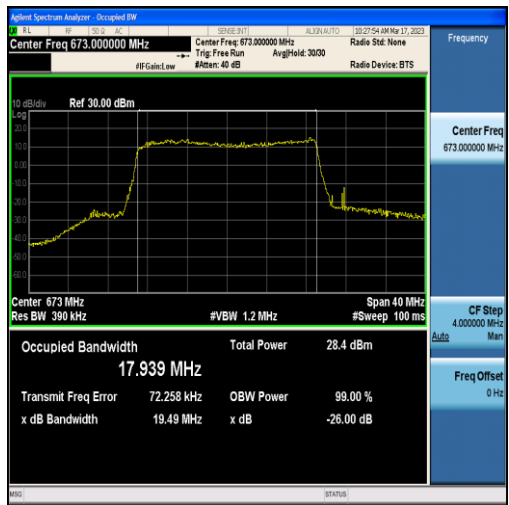 Agilent Spectrum Analyzer - Occupied BW
RL RF 50 Ω AC SENSE:INT ALIGN AUTO 10:27:54 AM Mar 17, 2023
Center Freq 673.000000 MHz
Center Freq: 673.000000 MHz
Radio Std: None
Trig: Free Run Avg|Hold: 30/30
#IFGain:Low
#Atten: 40 dB
Radio Device: BTS
10 dB/div Ref 30.00 dBm
Log
20.0
10.0
0.00
-10.0
-20.0
-30.0
-40.0
-50.0
-60.0
Center 673 MHz
Span 40 MHz
Res BW 390 kHz
#VBW 1.2 MHz
#Sweep 100 ms
Occupied Bandwidth
Total Power 28.4 dBm
17.939 MHz
Transmit Freq Error 72.258 kHz
OBW Power 99.00 %
x dB Bandwidth 19.49 MHz
x dB -26.00 dB
MSG
STATUS
Frequency
Center Freq
673.000000 MHz
CF Step
4.000000 MHz
Auto Man
Freq Offset
0 Hz